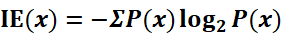 IE(x) = −ΣP(x) log₂ P(x)